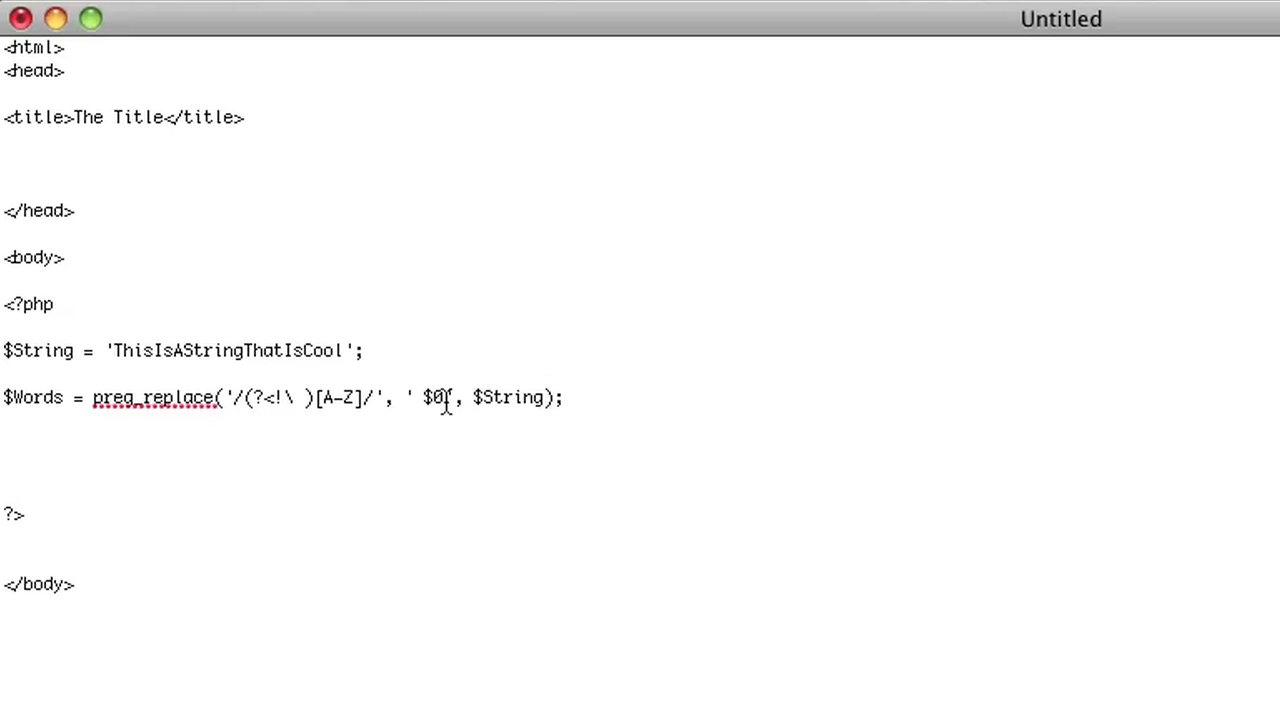 Untitled
<html>
<head>
<title>The Title</title>
</head>
<body>
<?php
$String = 'ThisIsAStringThatIsCool';
$Words = preg_replace('/(?<!\ )[A-Z]/', ' $0', $String);
?>
</body>